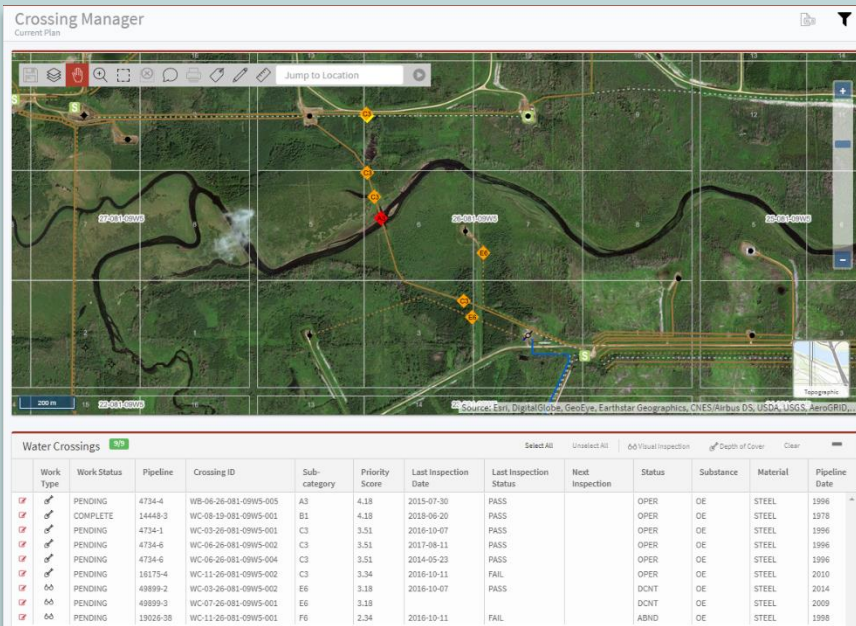 Crossing Manager
Current Plan
Jump to Location
27-081-09W5
26-081-09W5
25-081-09W5
200 m
22-081-09W5
Topographic
Source: Esri, DigitalGlobe, GeoEye, Earthstar Geographics, CNES/Airbus DS, USDA, USGS, AeroGRID,...
Water Crossings 9/9 Select All Unselect All Visual Inspection Depth of Cover Clear
Work Type Work Status Pipeline Crossing ID Sub-category Priority Score Last Inspection Date Last Inspection Status Next Inspection Status Substance Material Pipeline Date
PENDING 4734-4 WB-06-26-081-09W5-005 A3 4.18 2015-07-30 PASS OPER OE STEEL 1996
COMPLETE 14448-3 WC-08-19-081-09W5-001 B1 4.18 2018-06-20 PASS OPER OE STEEL 1978
PENDING 4734-1 WC-03-26-081-09W5-001 C3 3.51 2016-10-07 PASS OPER OE STEEL 1996
PENDING 4734-6 WC-06-26-081-09W5-002 C3 3.51 2017-08-11 PASS OPER OE STEEL 1996
PENDING 4734-6 WC-06-26-081-09W5-004 C3 3.51 2014-05-23 PASS OPER OE STEEL 1996
PENDING 16175-4 WC-11-26-081-09W5-002 C3 3.34 2016-10-11 FAIL OPER OE STEEL 2010
PENDING 49899-2 WC-03-26-081-09W5-002 E6 3.18 2016-10-07 PASS DCNT OE STEEL 2014
PENDING 49899-3 WC-07-26-081-09W5-001 E6 3.18 DCNT OE STEEL 2009
PENDING 19026-38 WC-11-26-081-09W5-001 F6 2.34 2016-10-11 FAIL ABND OE STEEL 1998